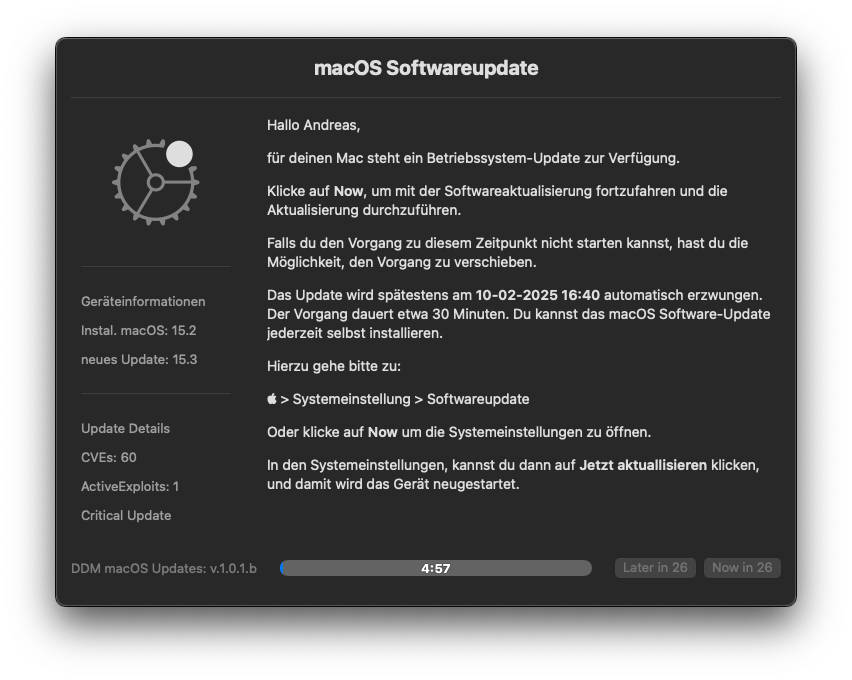 macOS Softwareupdate
Hallo Andreas,
für deinen Mac steht ein Betriebssystem-Update zur Verfügung.
Klicke auf Now, um mit der Softwareaktualisierung fortzufahren und die
Aktualisierung durchzuführen.
Falls du den Vorgang zu diesem Zeitpunkt nicht starten kannst, hast du die
Möglichkeit, den Vorgang zu verschieben.
Das Update wird spätestens am 10-02-2025 16:40 automatisch erzwungen.
Der Vorgang dauert etwa 30 Minuten. Du kannst das macOS Software-Update
jederzeit selbst installieren.
Hierzu gehe bitte zu:
 > Systemeinstellung > Softwareupdate
Oder klicke auf Now um die Systemeinstellungen zu öffnen.
In den Systemeinstellungen, kannst du dann auf Jetzt aktuallisieren klicken,
und damit wird das Gerät neugestartet.
Geräteinformationen
Instal. macOS: 15.2
neues Update: 15.3
Update Details
CVEs: 60
ActiveExploits: 1
Critical Update
DDM macOS Updates: v.1.0.1.b
4:57
Later in 26
Now in 26